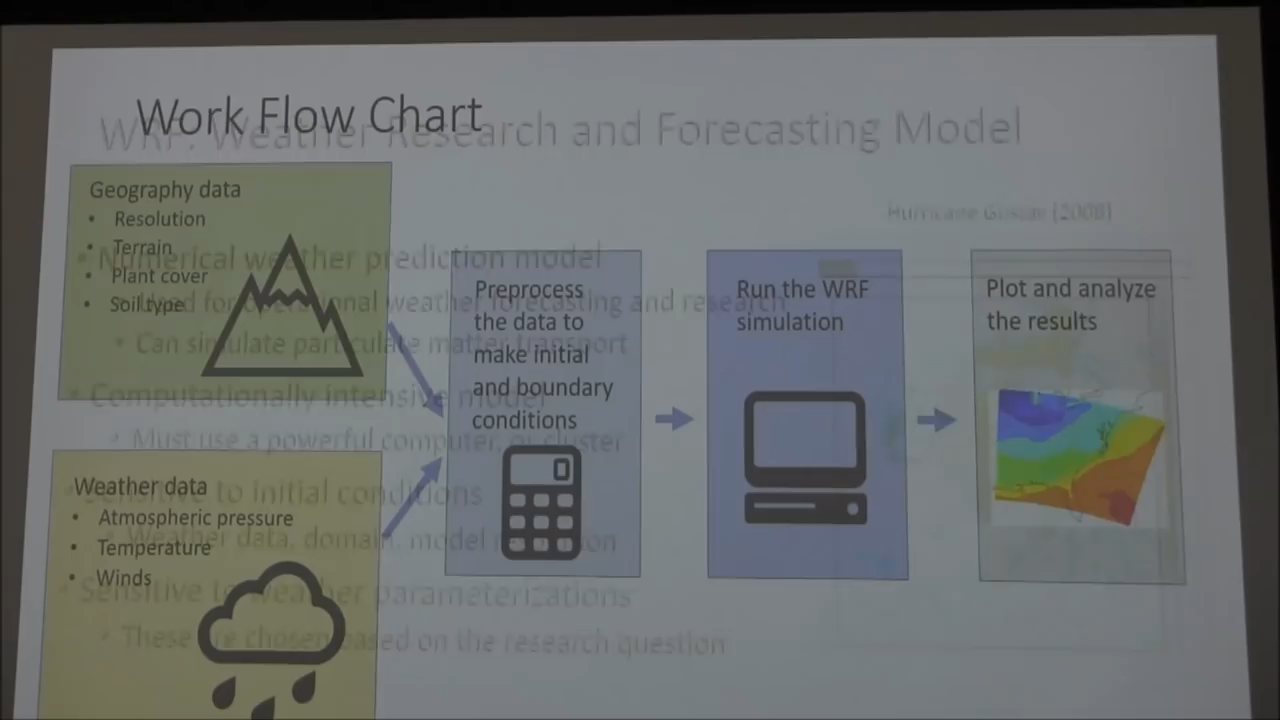 Work Flow Chart
Geography data
• Resolution
• Terrain
• Plant cover
• Soil type
Weather data
• Atmospheric pressure
• Temperature
• Winds
Preprocess
the data to
make initial
and boundary
conditions
Run the WRF
simulation
Plot and analyze
the results
WRF: Weather Research and Forecasting Model
Hurricane Gustav (2008)
• Numerical weather prediction model
• Used for operational weather forecasting and research
• Can simulate particulate matter transport
• Computationally intensive model
• Must use a powerful computer, or cluster
• Sensitive to initial conditions
• Weather data, domain, model resolution
• Sensitive to weather parameterizations
• These are chosen based on the research question